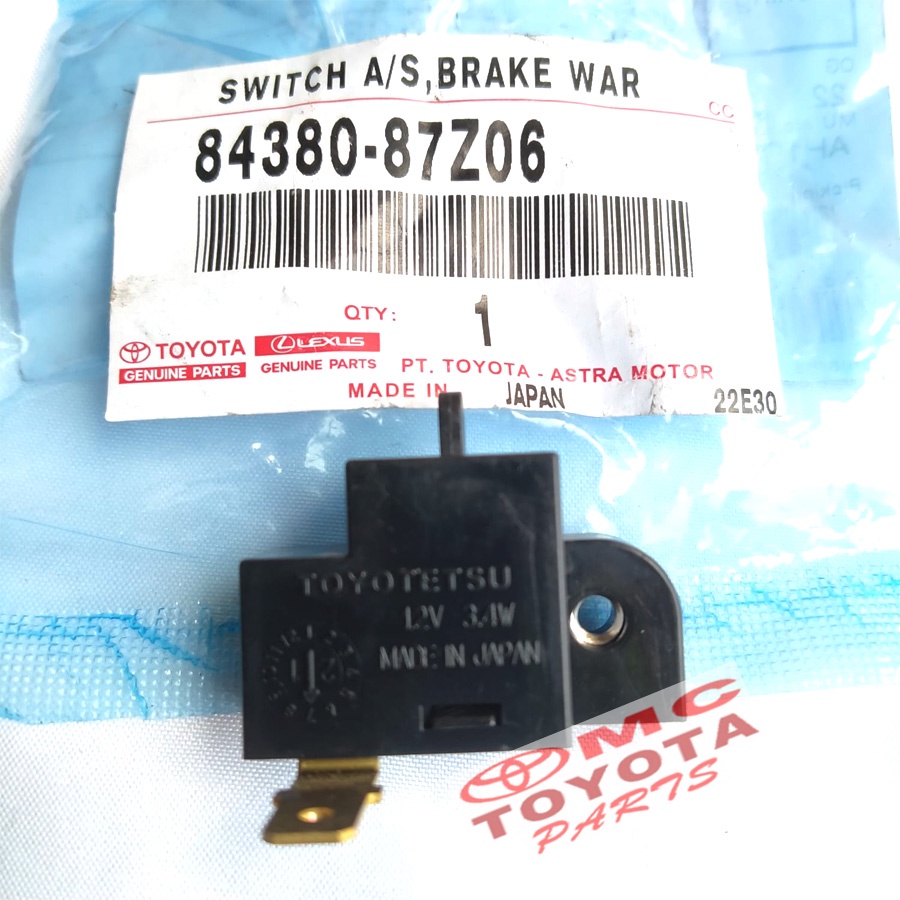 SWITCH A/S,BRAKE WAR
CC
84380-87Z06
QTY: 1
TOYOTA
GENUINE PARTS
LEXUS
GENUINE PARTS
PT. TOYOTA - ASTRA MOTOR
MADE IN JAPAN
22E30
TOYOTETSU
12V 3.4W
MADE IN JAPAN
MC
TOYOTA
PARTS